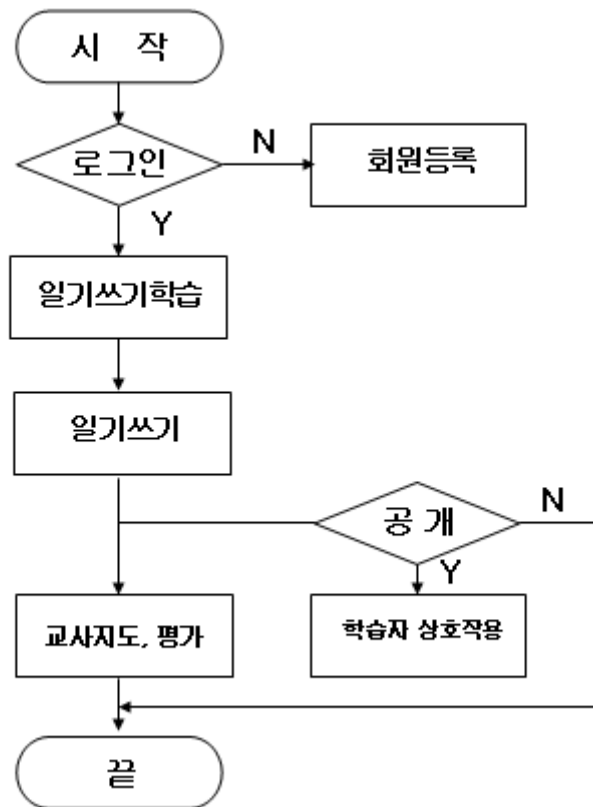 시 작
로그인
N
회원등록
Y
일기쓰기학습
일기쓰기
공 개
N
Y
교사지도, 평가
학습자 상호작용
끝